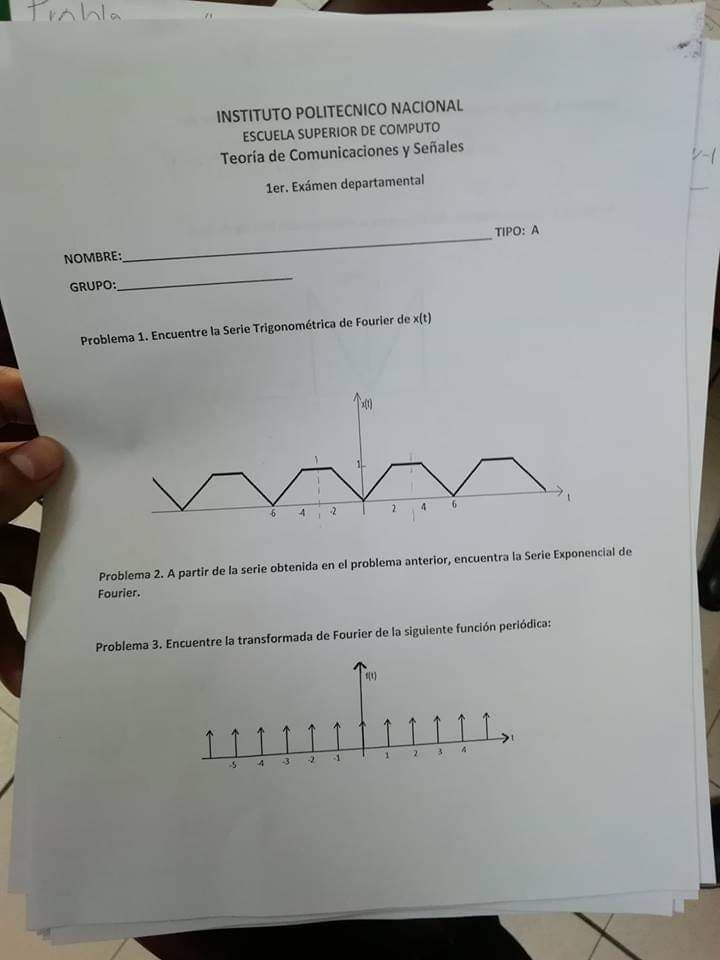 INSTITUTO POLITECNICO NACIONAL
ESCUELA SUPERIOR DE COMPUTO
Teoría de Comunicaciones y Señales
1er. Exámen departamental
NOMBRE:
TIPO: A
GRUPO:
Problema 1. Encuentre la Serie Trigonométrica de Fourier de x(t)
x(t)
1
-6 -4 -2 2 4 6 t
Problema 2. A partir de la serie obtenida en el problema anterior, encuentra la Serie Exponencial de
Fourier.
Problema 3. Encuentre la transformada de Fourier de la siguiente función periódica:
f(t)
t
-5 -4 -3 -2 -1 1 2 3 4